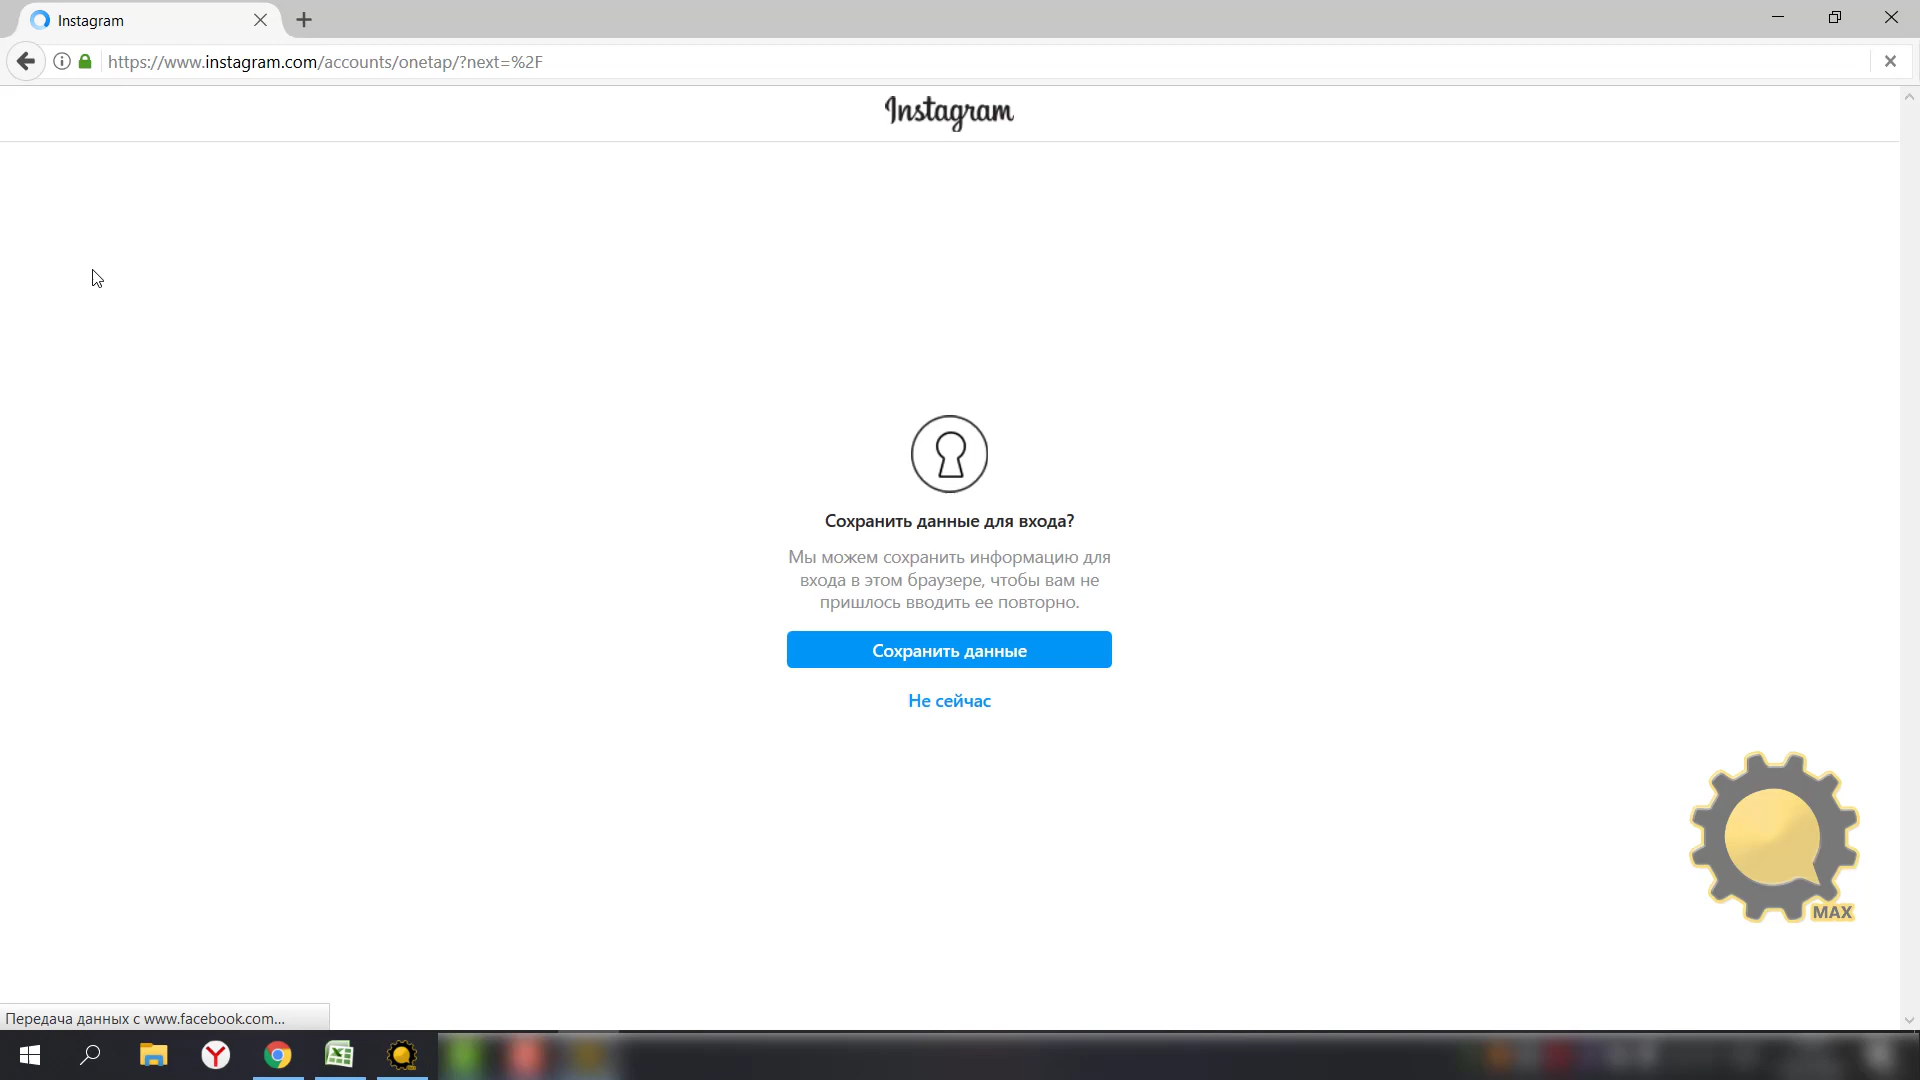 Instagram
https://www.instagram.com/accounts/onetap/?next=%2F
Instagram
Сохранить данные для входа?
Мы можем сохранить информацию для
входа в этом браузере, чтобы вам не
пришлось вводить ее повторно.
Сохранить данные
Не сейчас
MAX
Передача данных с www.facebook.com...